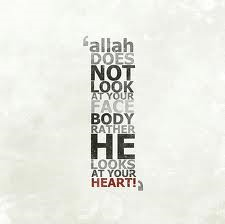 ‘allah
DOES
NOT
LOOK
AT YOUR
FACE
BODY
RATHER
HE
LOOKS
AT YOUR
HEART!’